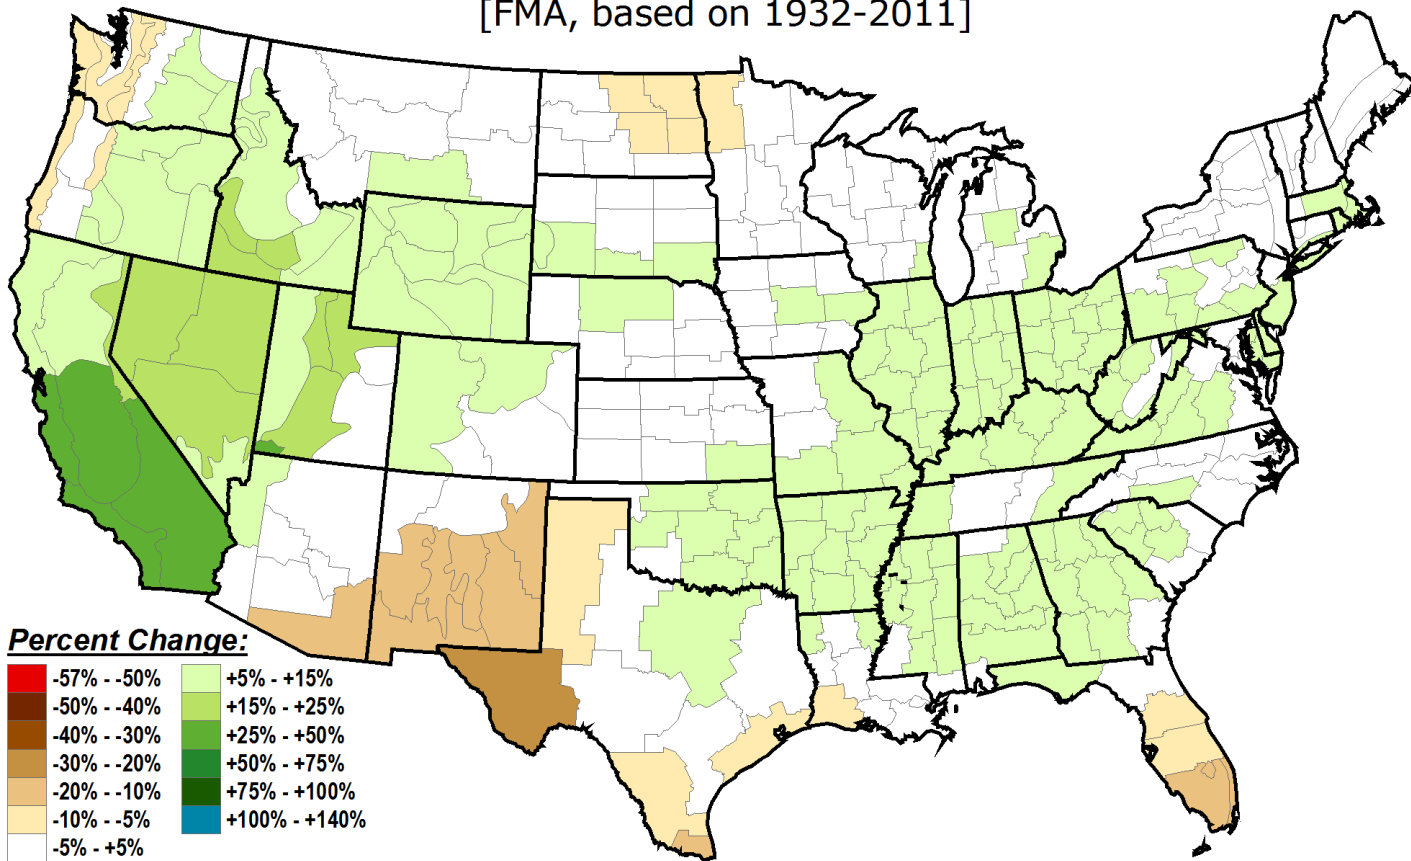 [FMA, based on 1932-2011]
Percent Change:
-57% - -50%
-50% - -40%
-40% - -30%
-30% - -20%
-20% - -10%
-10% - -5%
-5% - +5%
+5% - +15%
+15% - +25%
+25% - +50%
+50% - +75%
+75% - +100%
+100% - +140%